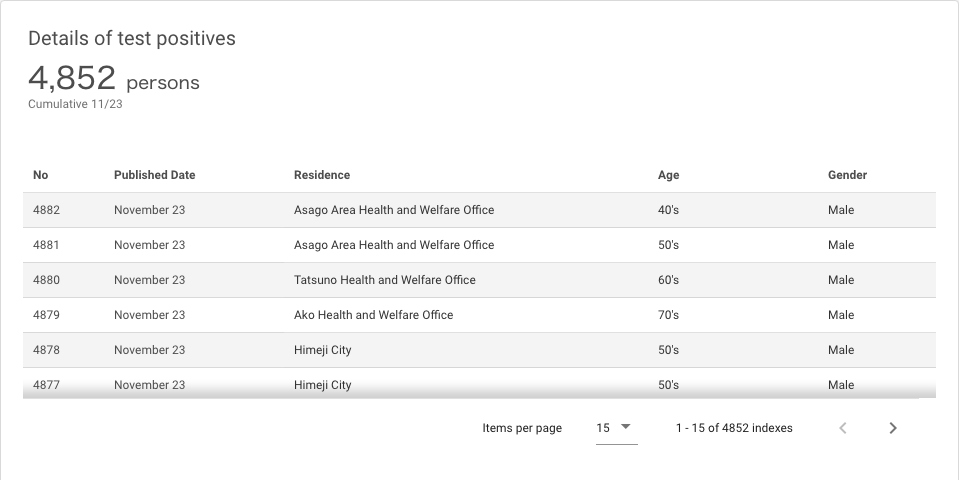 Details of test positives
4,852 persons
Cumulative 11/23
No Published Date Residence Age Gender
4882 November 23 Asago Area Health and Welfare Office 40's Male
4881 November 23 Asago Area Health and Welfare Office 50's Male
4880 November 23 Tatsuno Health and Welfare Office 60's Male
4879 November 23 Ako Health and Welfare Office 70's Male
4878 November 23 Himeji City 50's Male
4877 November 23 Himeji City 50's Male
Items per page 15 1 - 15 of 4852 indexes